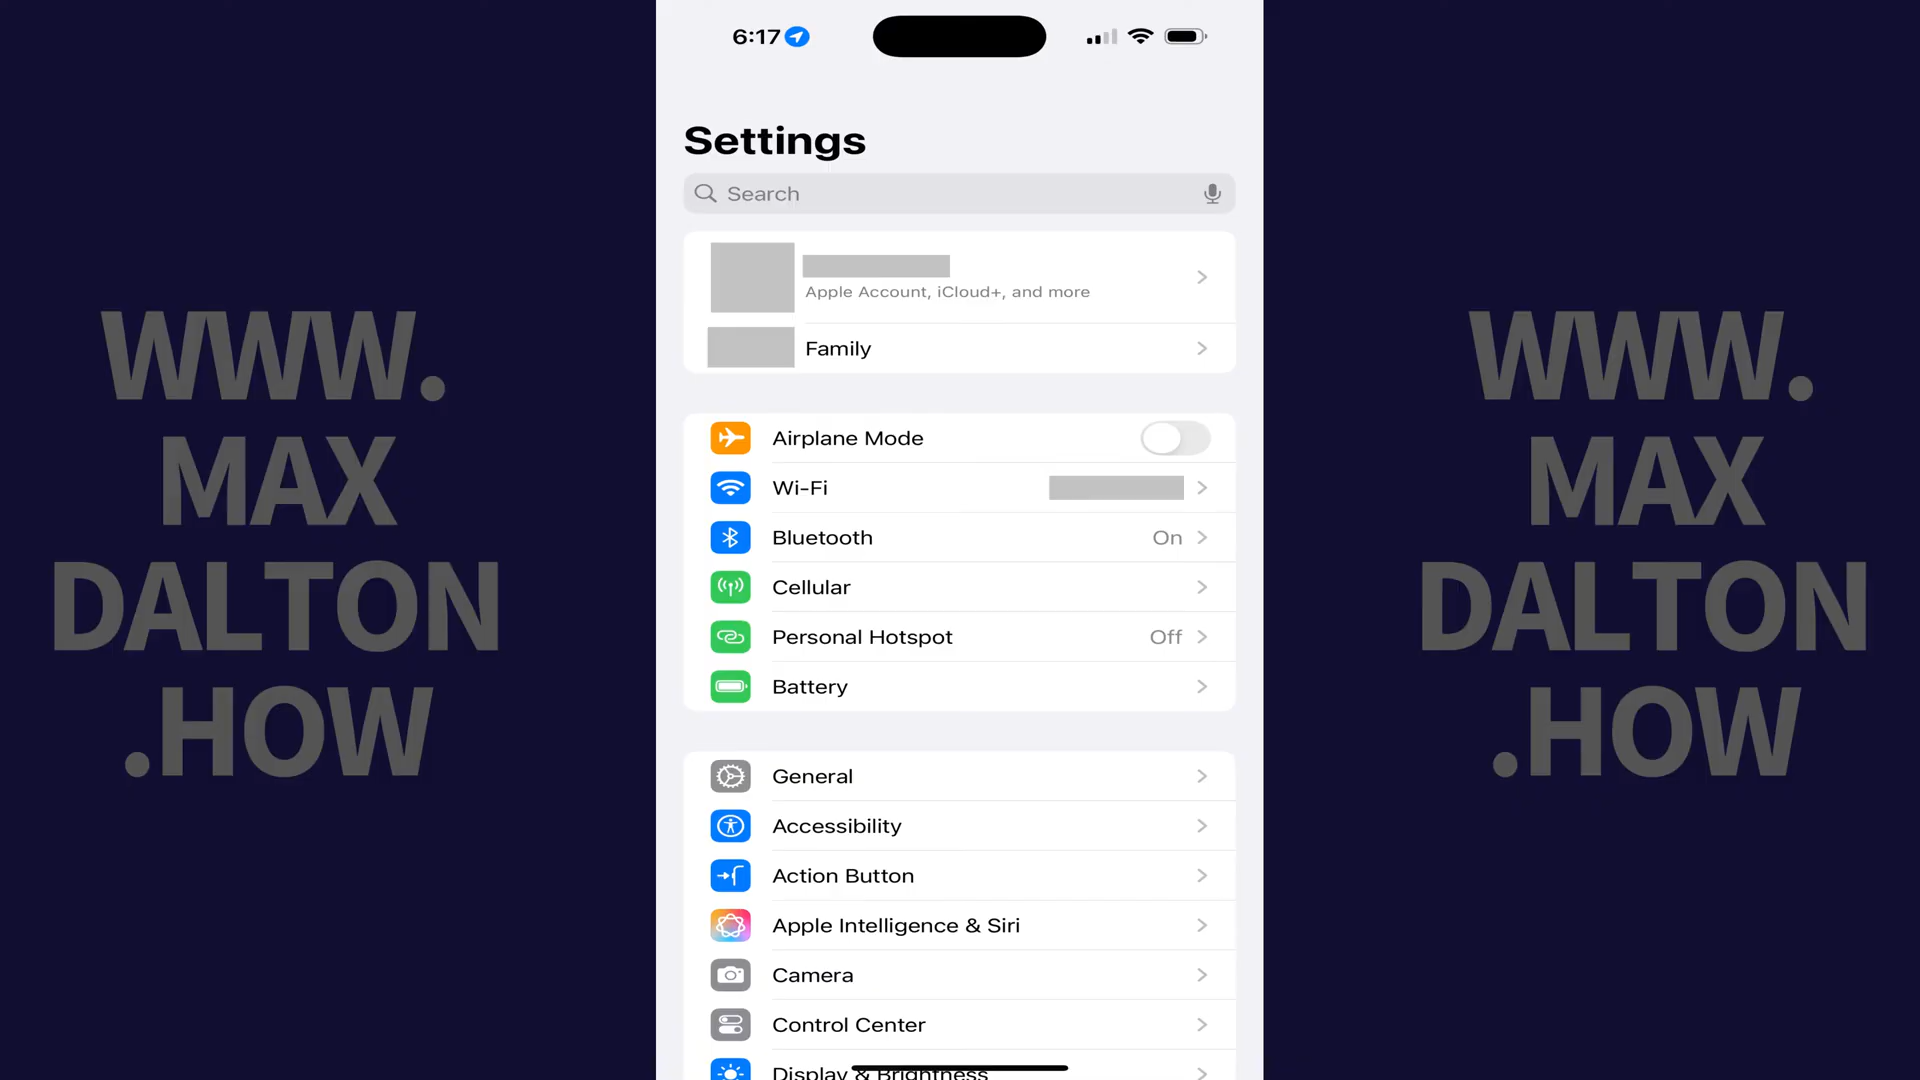 6:17
Settings
Search
Apple Account, iCloud+, and more
Family
Airplane Mode
Wi-Fi
Bluetooth On
Cellular
Personal Hotspot Off
Battery
General
Accessibility
Action Button
Apple Intelligence & Siri
Camera
Control Center
Display & Brightness
WWW.
MAX
DALTON
.HOW
WWW.
MAX
DALTON
.HOW